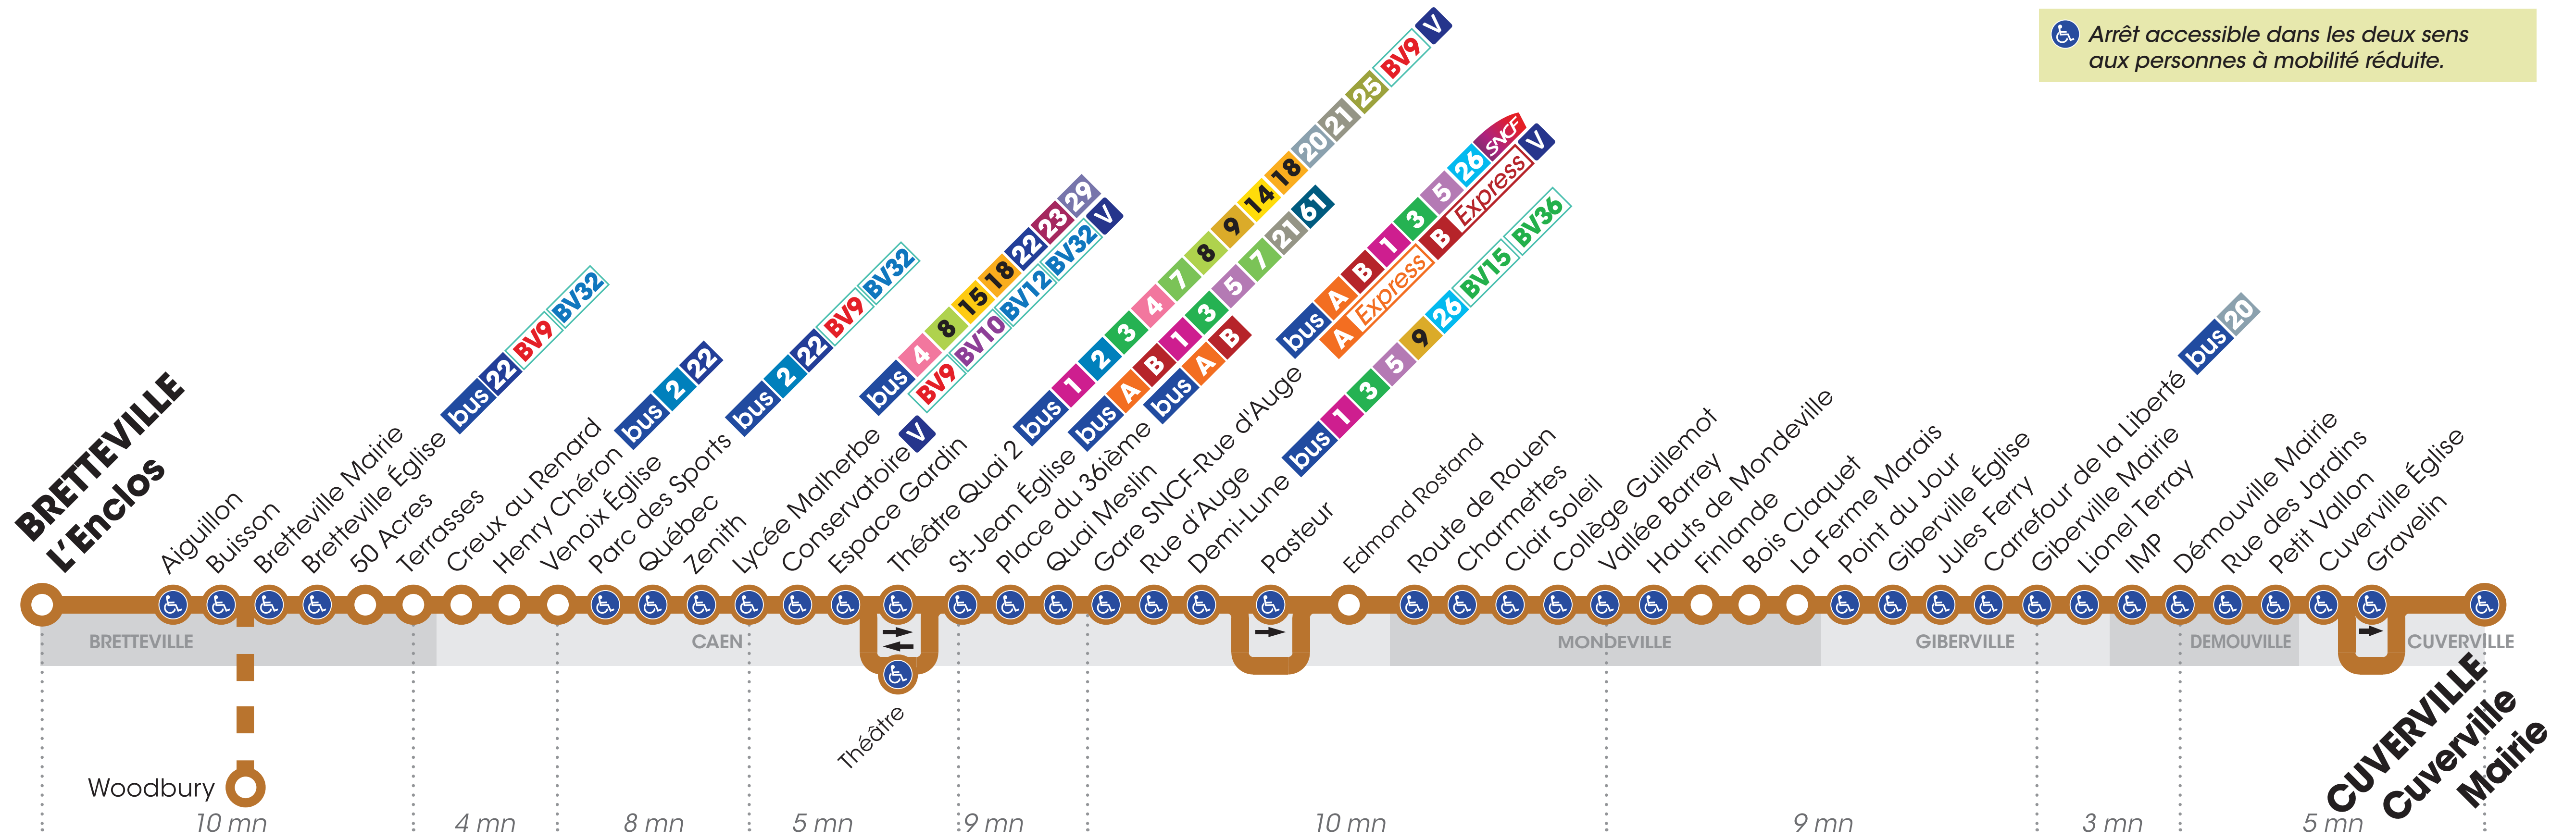 Arrêt accessible dans les deux sens
aux personnes à mobilité réduite.
BRETTEVILLE
L'Enclos
Aiguillon
Buisson
Bretteville Mairie
Bretteville Église bus 22 BV9 BV32
50 Acres
Terrasses
Creux au Renard
Henry Chéron bus 2 22
Venoix Église
Parc des Sports bus 2 22 BV9 BV32
Québec
Zenith
Lycée Malherbe bus 4 8 15 18 22 23 29
BV9 BV10 BV12 BV32 V
Conservatoire V
Espace Gardin
Théâtre Quai 2 bus 1 2 3 4 7 8 9 14 18 20 21 25 BV9 V
St-Jean Église bus A B 1 3 5 7 21 61
Place du 36ième bus A B
Quai Meslin
Gare SNCF-Rue d'Auge bus A B 1 3 5 26 SNCF
A Express B Express V
Rue d'Auge
Demi-Lune bus 1 3 5 9 26 BV15 BV36
Pasteur
Edmond Rostand
Route de Rouen
Charmettes
Clair Soleil
Collège Guillemot
Vallée Barrey
Hauts de Mondeville
Finlande
Bois Claquet
La Ferme Marais
Point du Jour
Giberville Église
Jules Ferry
Carrefour de la Liberté bus 20
Giberville Mairie
Lionel Terray
IMP
Démouville Mairie
Rue des Jardins
Petit Vallon
Cuverville Église
Gravelin
BRETTEVILLE
CAEN
MONDEVILLE
GIBERVILLE
DEMOUVILLE
CUVERVILLE
Théâtre
Woodbury
CUVERVILLE
Cuverville
Mairie
10 mn
4 mn
8 mn
5 mn
9 mn
10 mn
9 mn
3 mn
5 mn